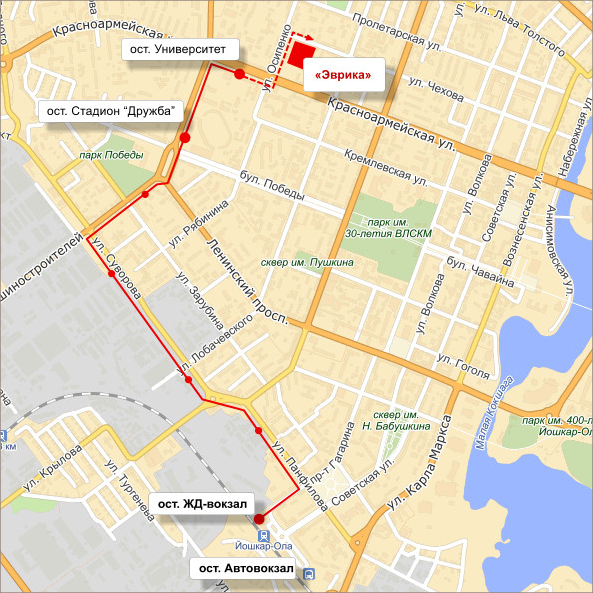 Красноармейская ул.
ост. Университет
ул. Осипенко
Пролетарская ул.
ул. Льва Толстого
«Эврика»
ул. Чехова
ост. Стадион “Дружба”
Красноармейская ул.
Набережная ул.
парк Победы
Кремлевская ул.
бул. Победы
ул. Волкова
Советская ул.
Вознесенская ул.
Анисимовская ул.
ул. Рябинина
парк им.
30-летия ВЛСКМ
шиностроителей
ул. Суворова
Ленинский просп.
сквер им. Пушкина
бул. Чавайна
ул. Зарубина
ул. Волкова
ул. Лобачевского
ул. Гоголя
Малая Кокшага
сквер им.
Н. Бабушкина
парк им. 400-л
Йошкар-Ол
ул. Карла Маркса
ул. Панфилова
пр-т Гагарина
Советская ул.
км
ул. Крылова
ул. Тургенева
ост. ЖД-вокзал
Йошкар-Ола
ост. Автовокзал